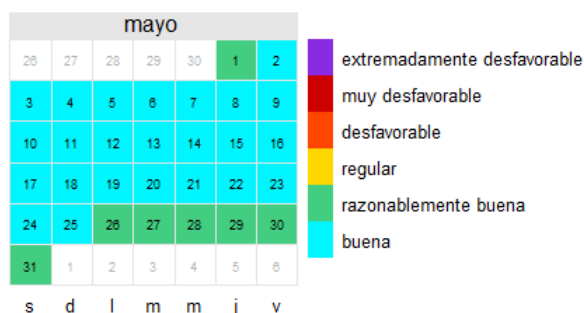 mayo
26 27 28 29 30 1 2
3 4 5 6 7 8 9
10 11 12 13 14 15 16
17 18 19 20 21 22 23
24 25 26 27 28 29 30
31 1 2 3 4 5 6
s d l m m j v
extremadamente desfavorable
muy desfavorable
desfavorable
regular
razonablemente buena
buena